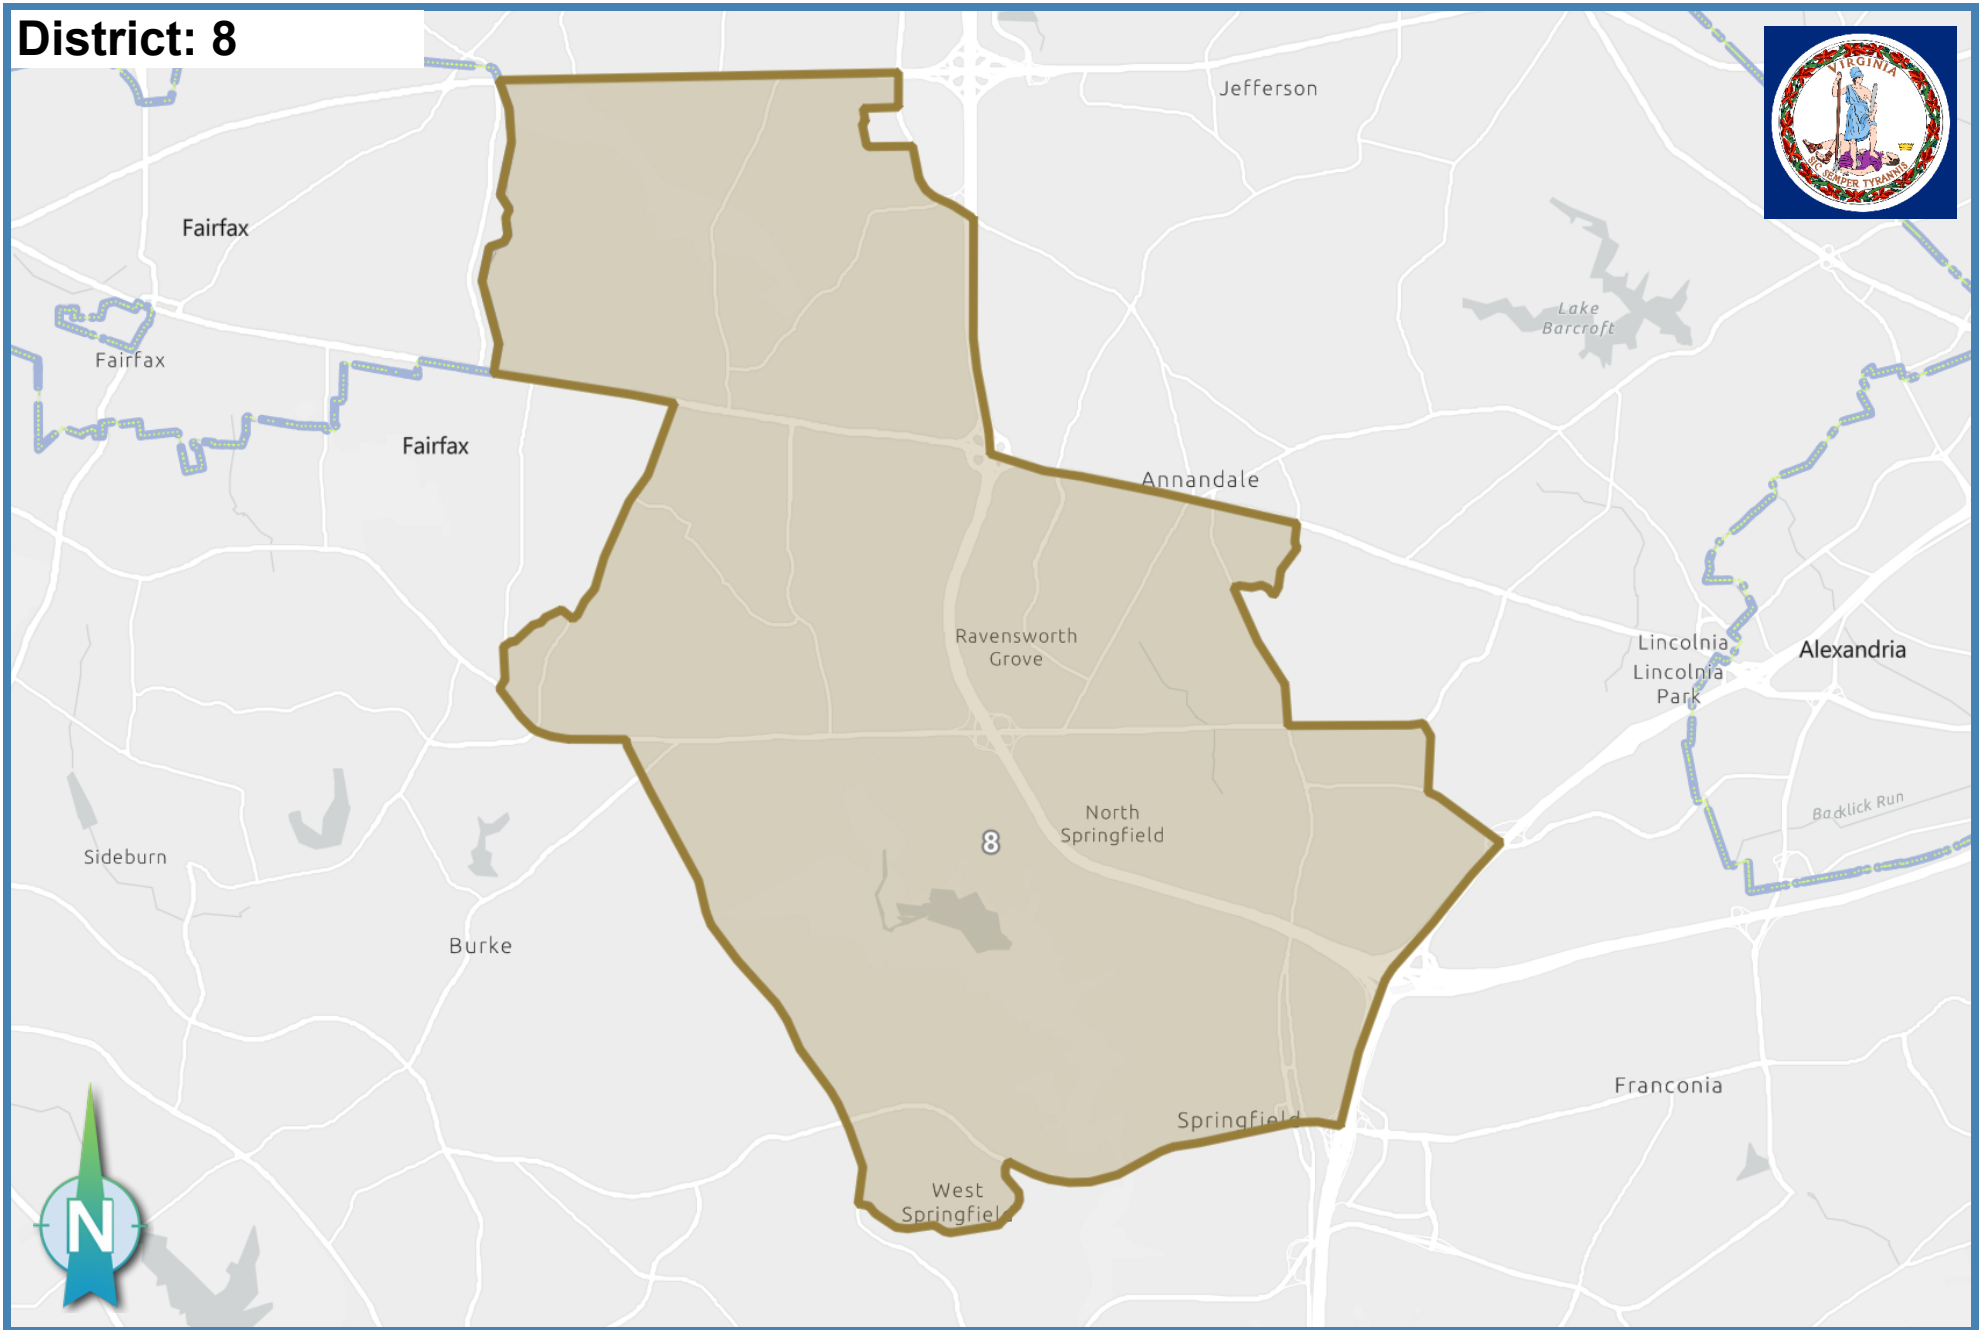 District: 8
VIRGINIA
SIC SEMPER TYRANNIS
Jefferson
Fairfax
Lake
Barcroft
Fairfax
Fairfax
Annandale
Ravensworth
Grove
Lincolnia
Lincolnia
Park
Alexandria
North
Springfield
8
Backlick Run
Sideburn
Burke
Franconia
Springfield
West
Springfield
N